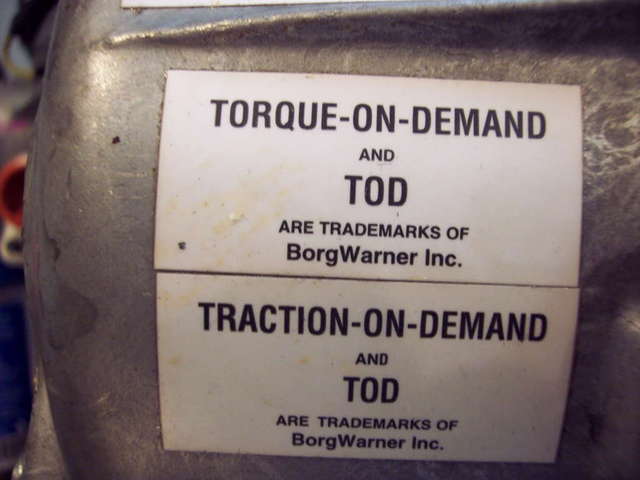 TORQUE-ON-DEMAND
AND
TOD
ARE TRADEMARKS OF
BorgWarner Inc.
TRACTION-ON-DEMAND
AND
TOD
ARE TRADEMARKS OF
BorgWarner Inc.